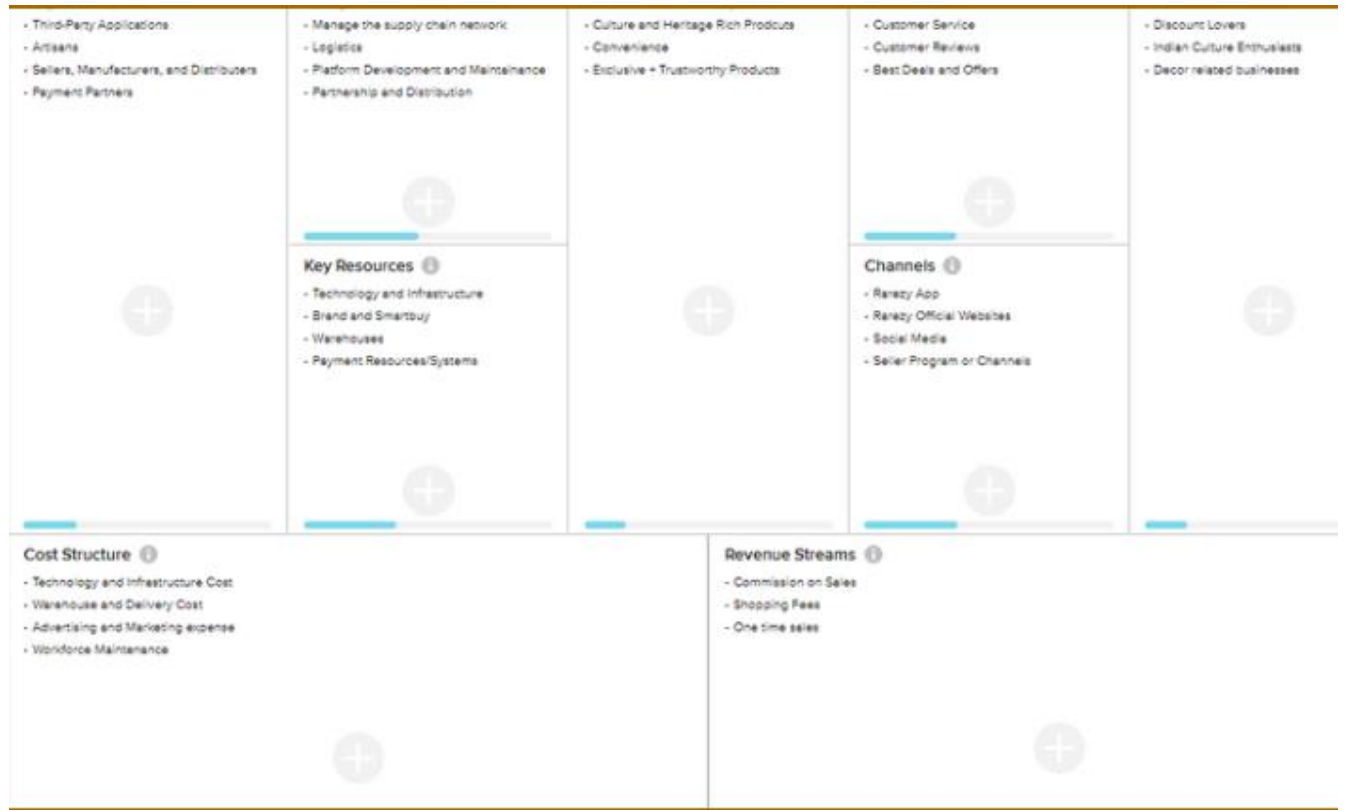 - Third-Party Applications
- Artisans
- Sellers, Manufacturers, and Distributers
- Payment Partners
- Manage the supply chain network
- Logistics
- Platform Development and Maintainance
- Partnership and Distribution
Key Resources
- Technology and Infrastructure
- Brand and Smartbuy
- Warehouses
- Payment Resources/Systems
- Culture and Heritage Rich Prodcuts
- Convenience
- Exclusive + Trustworthy Products
- Customer Service
- Customer Reviews
- Best Deals and Offers
Channels
- Rarezy App
- Rarezy Official Websites
- Social Media
- Seller Program or Channels
- Discount Lovers
- Indian Culture Enthusiasts
- Decor related businesses
Cost Structure
- Technology and Infrastructure Cost
- Warehouse and Delivery Cost
- Advertising and Marketing expense
- Workforce Maintenance
Revenue Streams
- Commission on Sales
- Shopping Fees
- One time sales